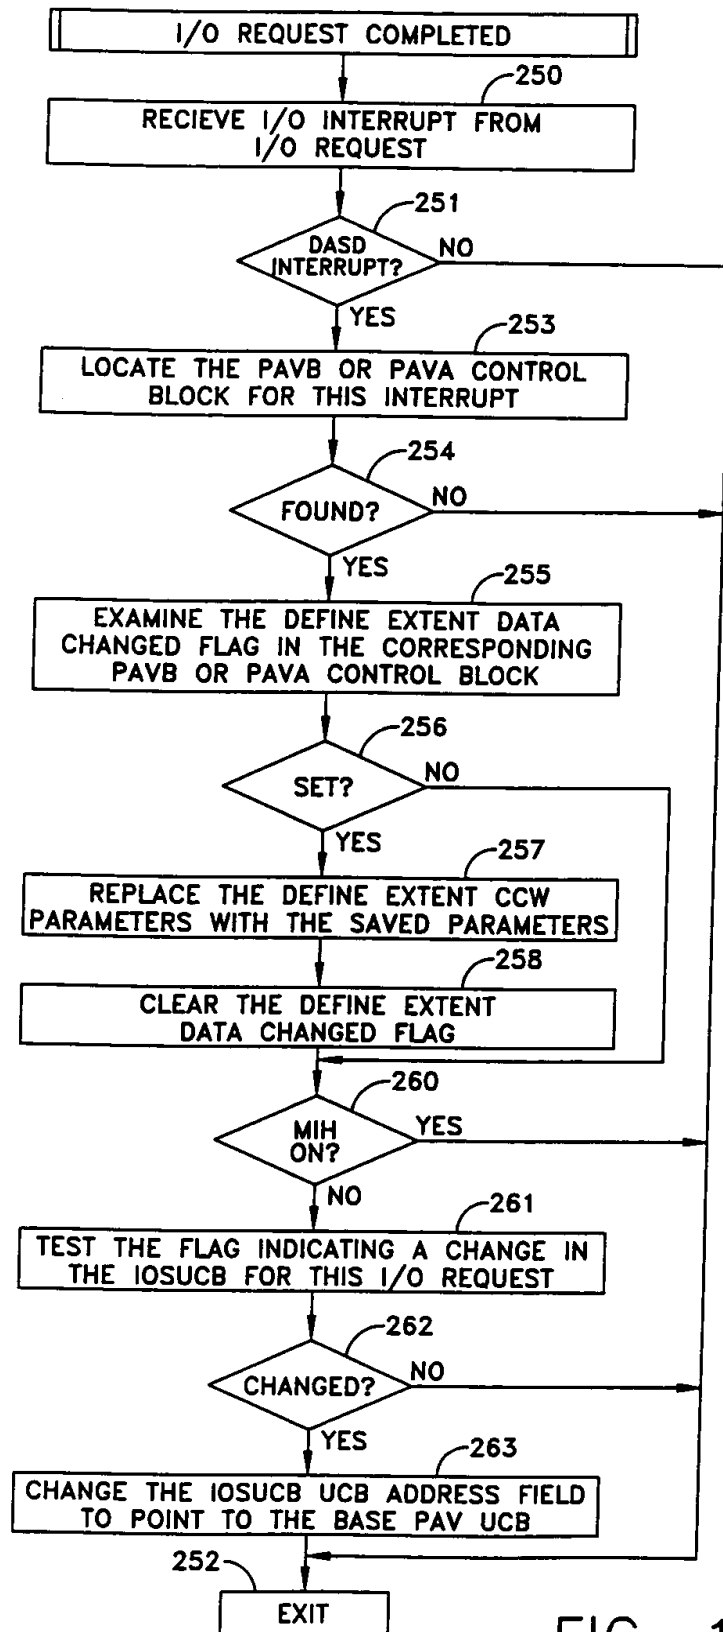 I/O REQUEST COMPLETED
250
RECIEVE I/O INTERRUPT FROM
I/O REQUEST
251
DASD
INTERRUPT?
NO
YES
253
LOCATE THE PAVB OR PAVA CONTROL
BLOCK FOR THIS INTERRUPT
254
FOUND?
NO
YES
255
EXAMINE THE DEFINE EXTENT DATA
CHANGED FLAG IN THE CORRESPONDING
PAVB OR PAVA CONTROL BLOCK
256
SET?
NO
YES
257
REPLACE THE DEFINE EXTENT CCW
PARAMETERS WITH THE SAVED PARAMETERS
258
CLEAR THE DEFINE EXTENT
DATA CHANGED FLAG
260
MIH
ON?
YES
NO
261
TEST THE FLAG INDICATING A CHANGE IN
THE IOSUCB FOR THIS I/O REQUEST
262
CHANGED?
NO
YES
263
CHANGE THE IOSUCB UCB ADDRESS FIELD
TO POINT TO THE BASE PAV UCB
252
EXIT